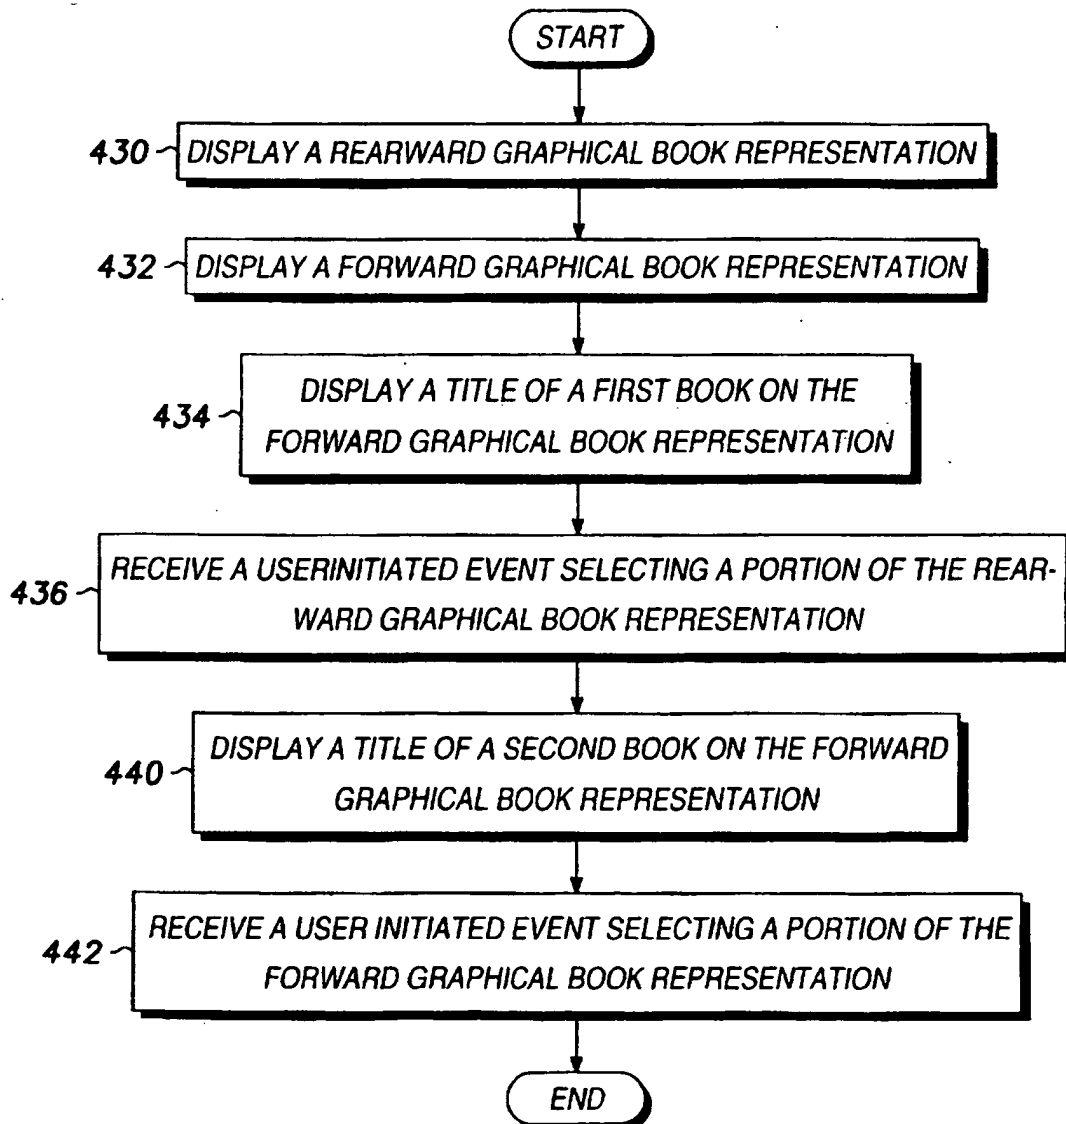 START
430
DISPLAY A REARWARD GRAPHICAL BOOK REPRESENTATION
432
DISPLAY A FORWARD GRAPHICAL BOOK REPRESENTATION
434
DISPLAY A TITLE OF A FIRST BOOK ON THE
FORWARD GRAPHICAL BOOK REPRESENTATION
436
RECEIVE A USERINITIATED EVENT SELECTING A PORTION OF THE REAR-
WARD GRAPHICAL BOOK REPRESENTATION
440
DISPLAY A TITLE OF A SECOND BOOK ON THE FORWARD
GRAPHICAL BOOK REPRESENTATION
442
RECEIVE A USER INITIATED EVENT SELECTING A PORTION OF THE
FORWARD GRAPHICAL BOOK REPRESENTATION
END